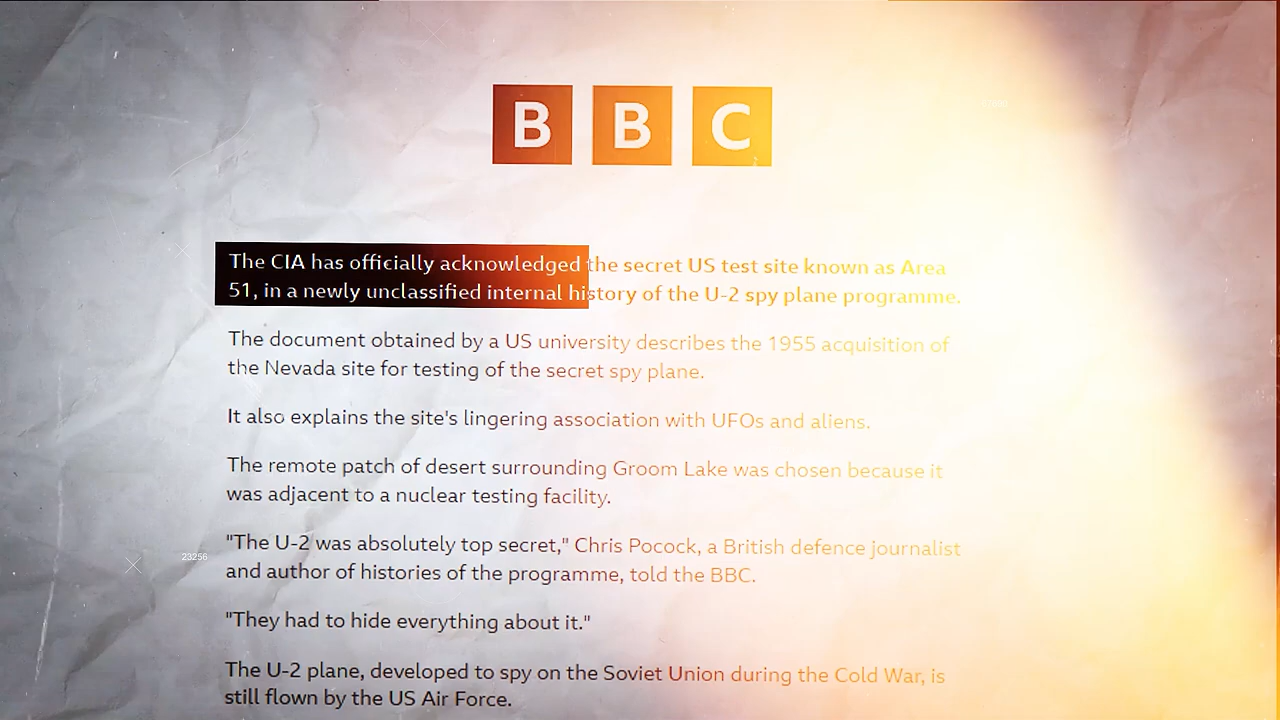 BBC
The CIA has officially acknowledged the secret US test site known as Area
51, in a newly unclassified internal history of the U-2 spy plane programme.
The document obtained by a US university describes the 1955 acquisition of
the Nevada site for testing of the secret spy plane.
It also explains the site's lingering association with UFOs and aliens.
The remote patch of desert surrounding Groom Lake was chosen because it
was adjacent to a nuclear testing facility.
"The U-2 was absolutely top secret," Chris Pocock, a British defence journalist
23256
and author of histories of the programme, told the BBC.
"They had to hide everything about it."
The U-2 plane, developed to spy on the Soviet Union during the Cold War, is
still flown by the US Air Force.